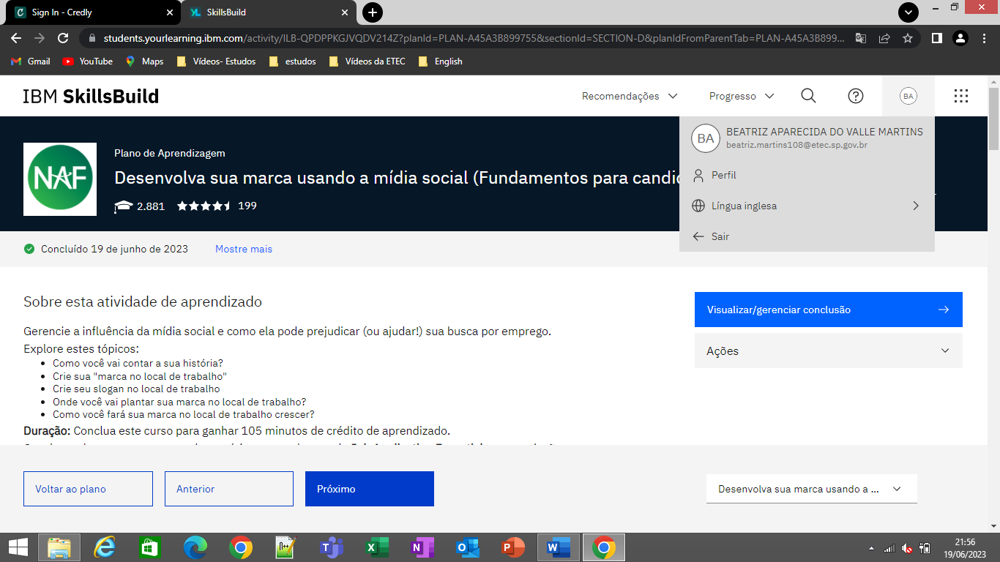 Sign In - Credly
SkillsBuild
students.yourlearning.ibm.com/activity/ILB-QPDPPKGJVQDV214Z?planId=PLAN-A45A3B899755&sectionId=SECTION-D&planIdFromParentTab=PLAN-A45A3B899...
Gmail YouTube Maps Vídeos- Estudos estudos Vídeos da ETEC English
IBM SkillsBuild
Recomendações Progresso BA
BA BEATRIZ APARECIDA DO VALLE MARTINS
beatriz.martins108@etec.sp.gov.br
Perfil
Língua inglesa
Sair
NAF
Plano de Aprendizagem
Desenvolva sua marca usando a mídia social (Fundamentos para candid
2.881 199
Concluído 19 de junho de 2023 Mostre mais
Sobre esta atividade de aprendizado
Gerencie a influência da mídia social e como ela pode prejudicar (ou ajudar!) sua busca por emprego.
Explore estes tópicos:
• Como você vai contar a sua história?
• Crie sua "marca no local de trabalho"
• Crie seu slogan no local de trabalho
• Onde você vai plantar sua marca no local de trabalho?
• Como você fará sua marca no local de trabalho crescer?
Duração: Conclua este curso para ganhar 105 minutos de crédito de aprendizado.
Visualizar/gerenciar conclusão
Ações
Voltar ao plano
Anterior
Próximo
Desenvolva sua marca usando a ...
21:56
19/06/2023